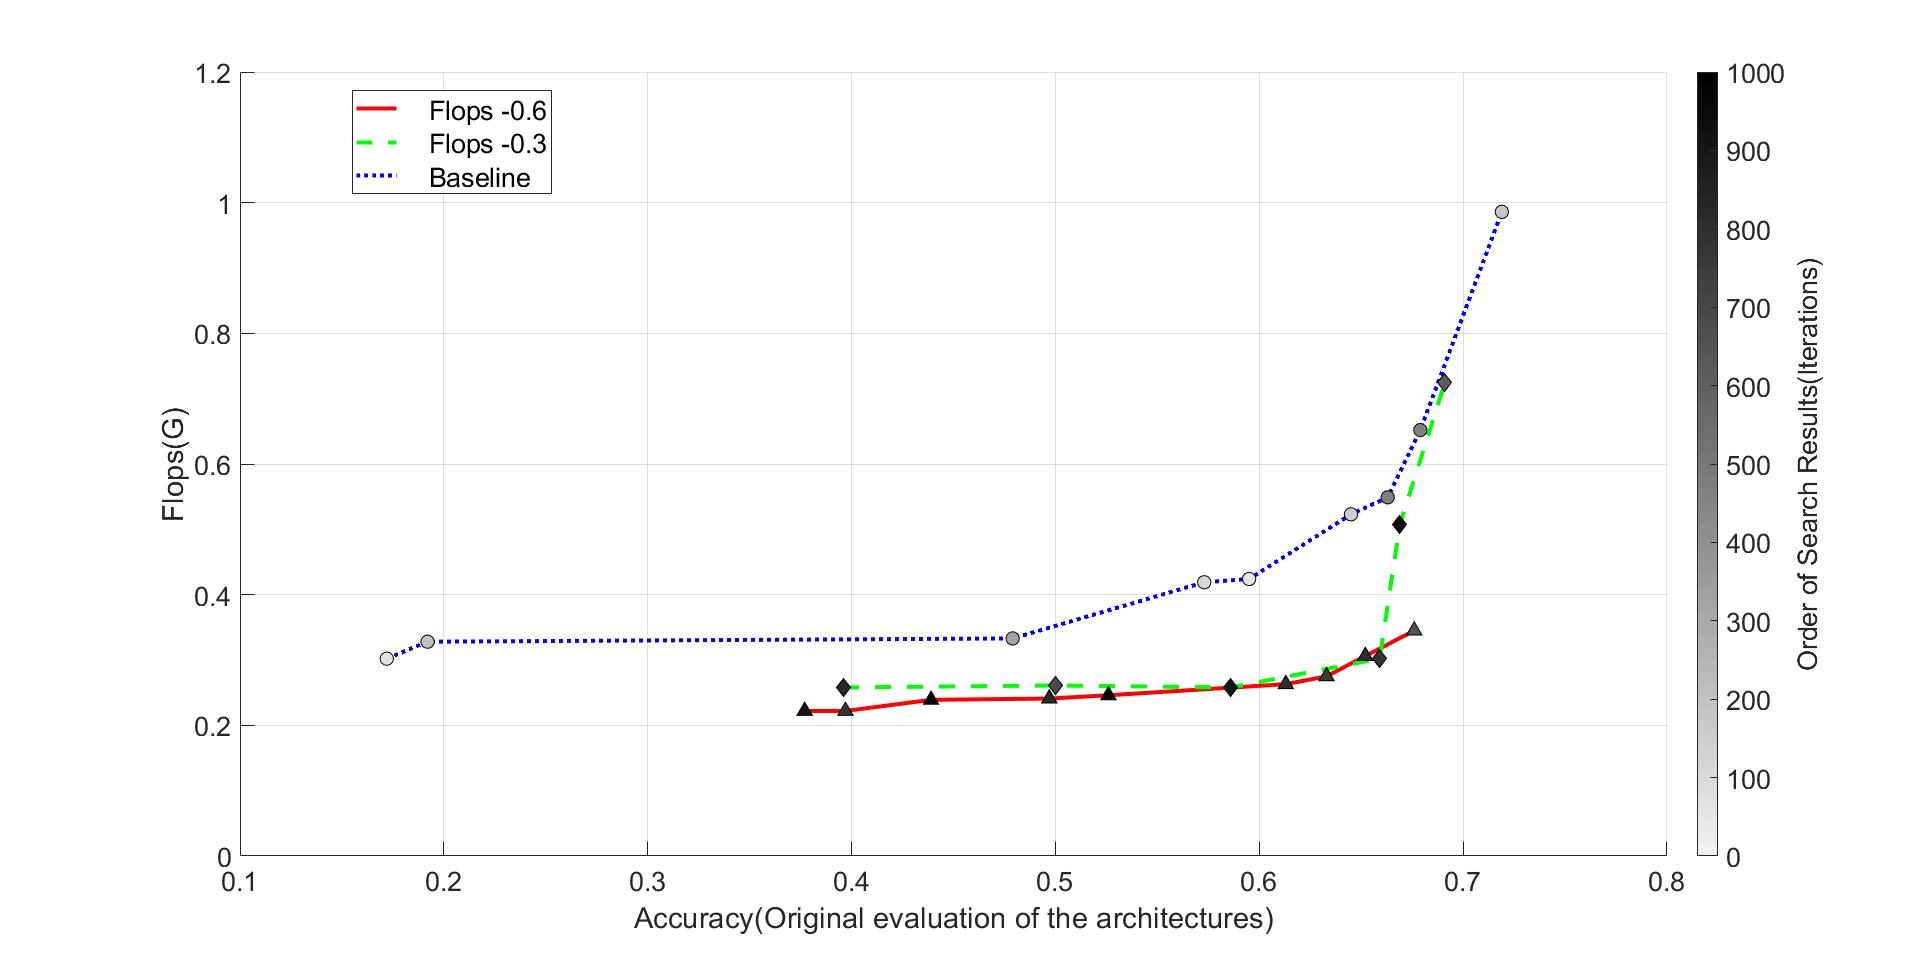 Flops -0.6
Flops -0.3
Baseline
1.2
1
0.8
0.6
0.4
0.2
0
Flops(G)
0.1 0.2 0.3 0.4 0.5 0.6 0.7 0.8
Accuracy(Original evaluation of the architectures)
1000
900
800
700
600
500
400
300
200
100
0
Order of Search Results(Iterations)